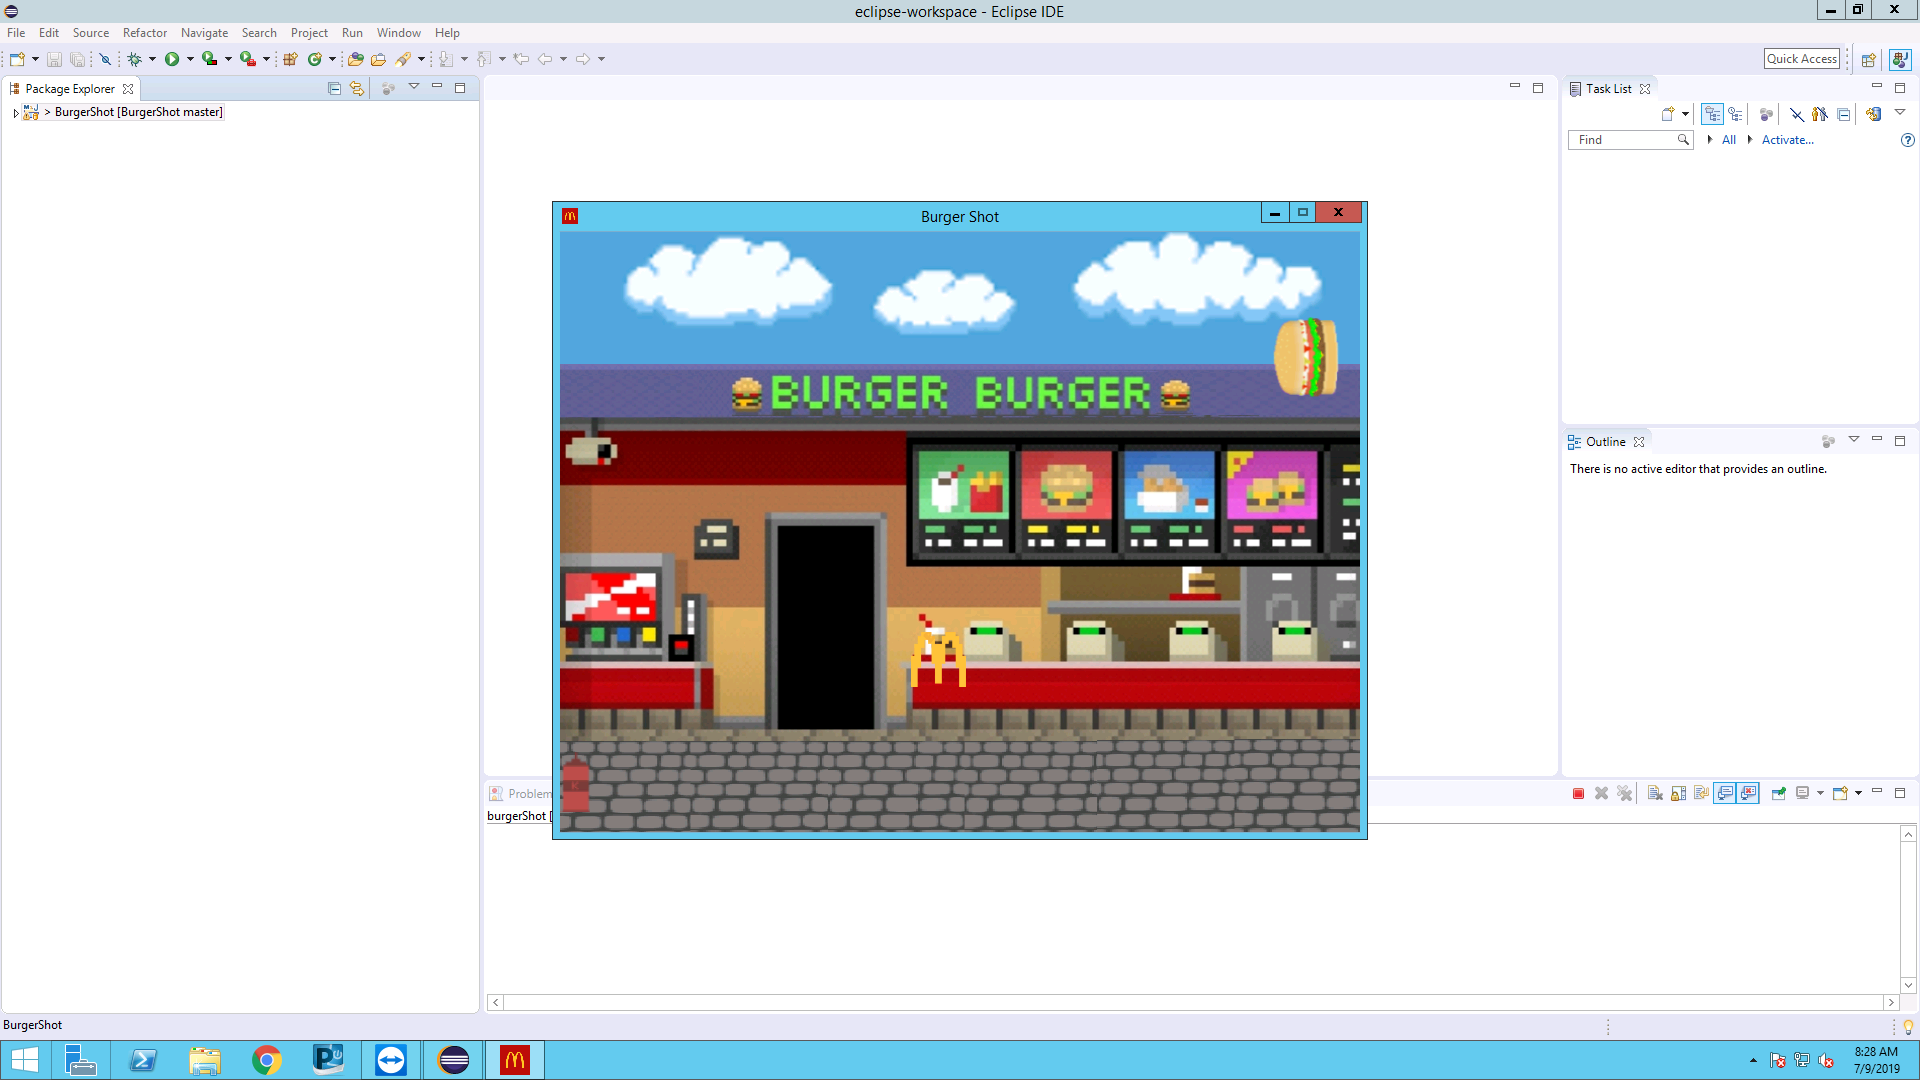 eclipse-workspace - Eclipse IDE
File Edit Source Refactor Navigate Search Project Run Window Help
Quick Access
Package Explorer
> BurgerShot [BurgerShot master]
Task List
Find
All
Activate...
Burger Shot
BURGER BURGER
Outline
There is no active editor that provides an outline.
Problem
burgerShot [
BurgerShot
8:28 AM
7/9/2019